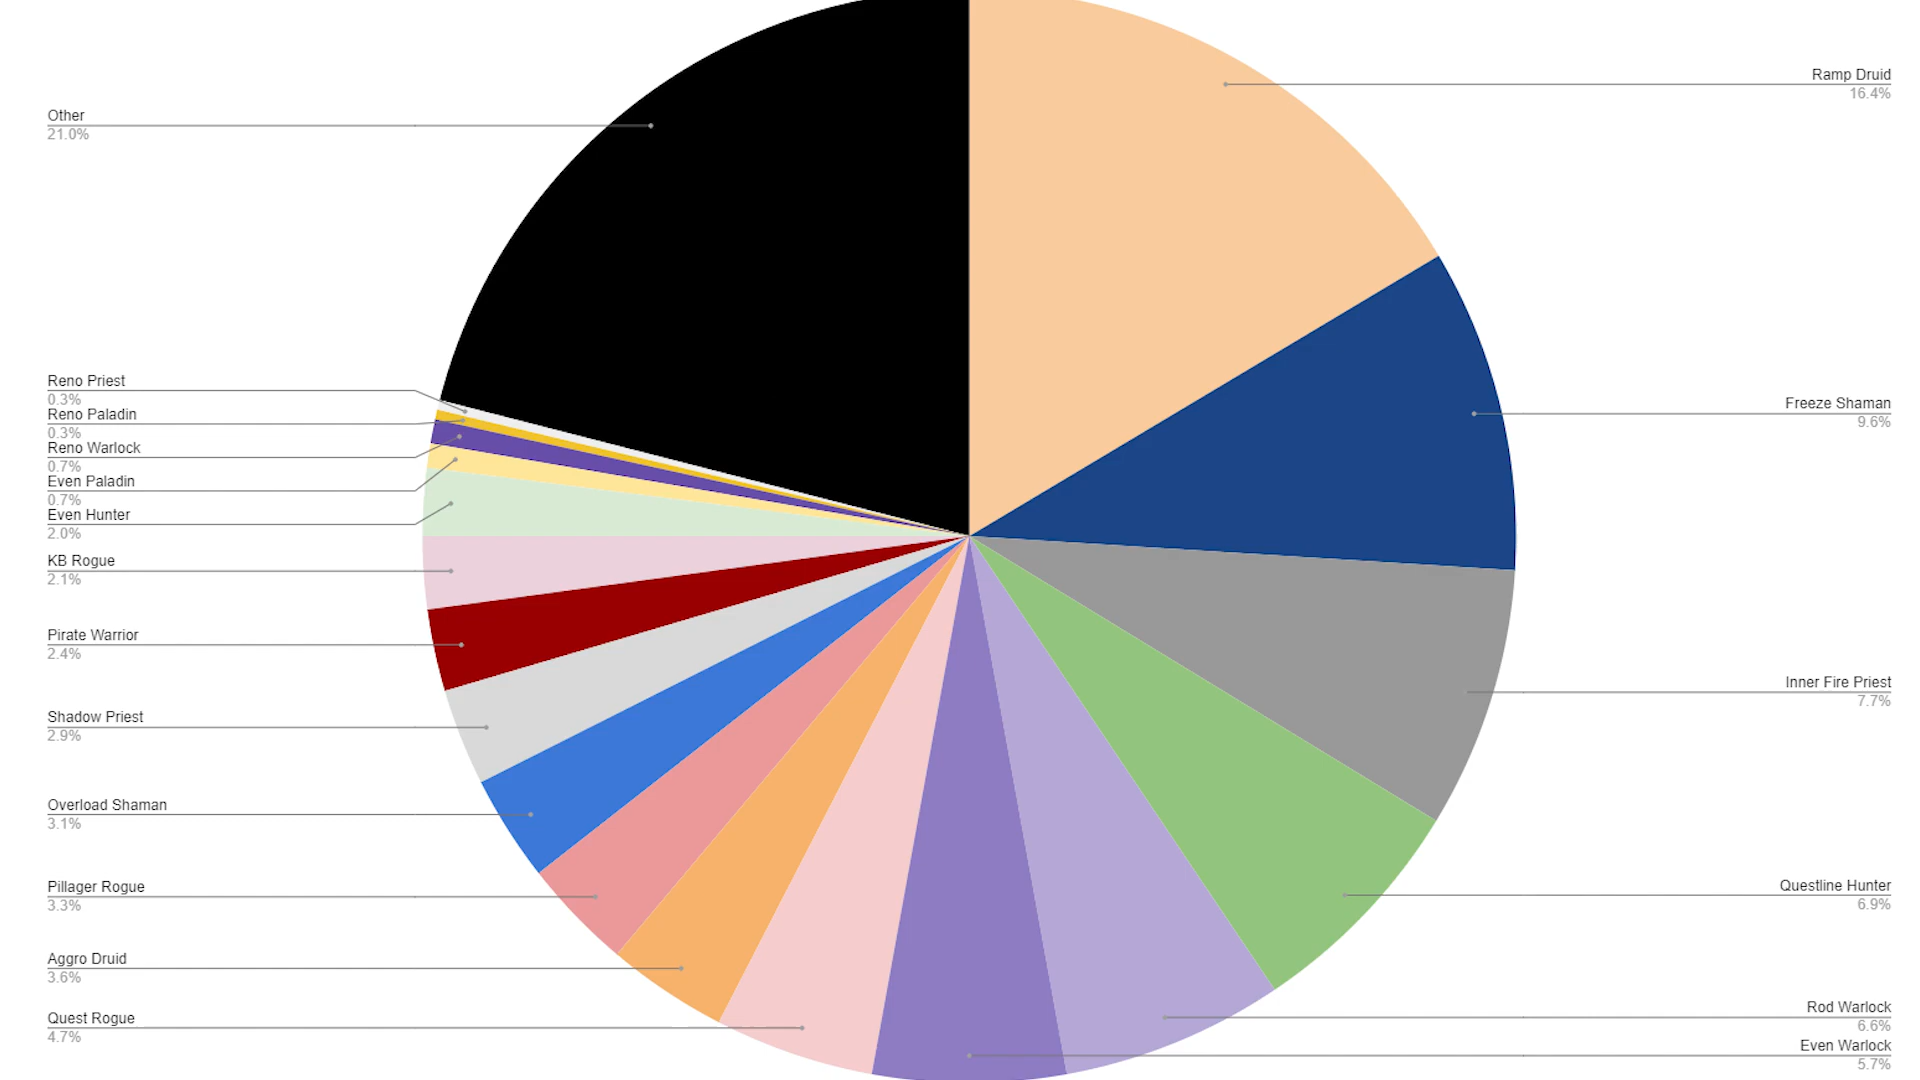 Ramp Druid
16.4%
Freeze Shaman
9.6%
Inner Fire Priest
7.7%
Questline Hunter
6.9%
Rod Warlock
6.6%
Even Warlock
5.7%
Other
21.0%
Reno Priest
0.3%
Reno Paladin
0.3%
Reno Warlock
0.7%
Even Paladin
0.7%
Even Hunter
2.0%
KB Rogue
2.1%
Pirate Warrior
2.4%
Shadow Priest
2.9%
Overload Shaman
3.1%
Pillager Rogue
3.3%
Aggro Druid
3.6%
Quest Rogue
4.7%